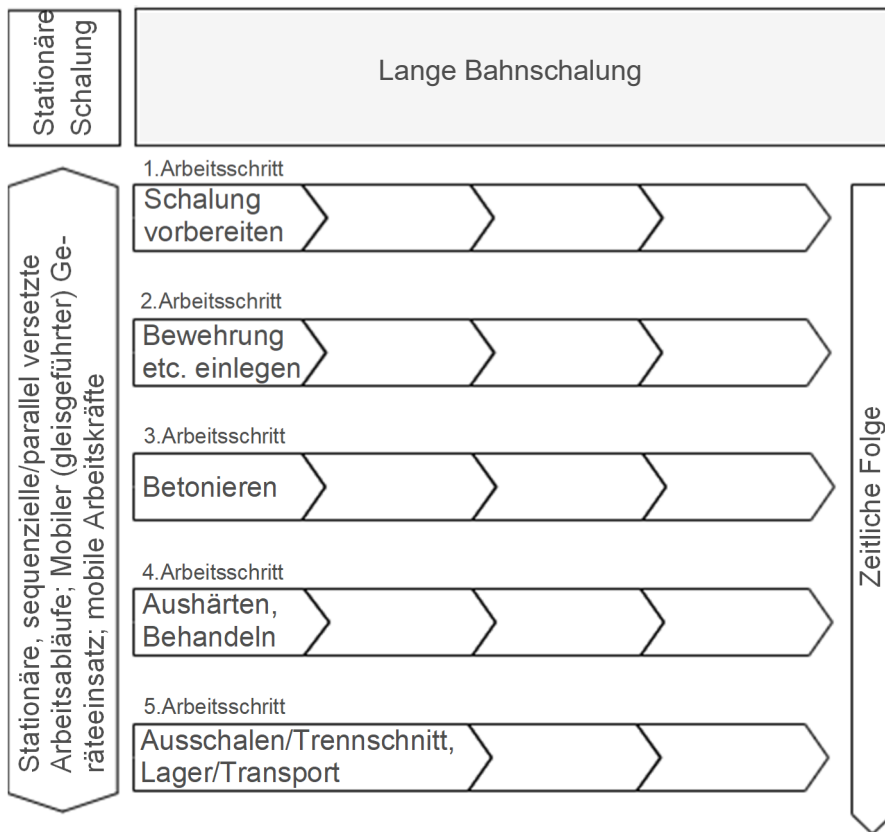 Stationäre
Schalung
Lange Bahnschalung
Stationäre, sequenzielle/parallel versetzte
Arbeitsabläufe; Mobiler (gleisgeführter) Ge-
räteeinsatz; mobile Arbeitskräfte
1.Arbeitsschritt
Schalung
vorbereiten
2.Arbeitsschritt
Bewehrung
etc. einlegen
3.Arbeitsschritt
Betonieren
4.Arbeitsschritt
Aushärten,
Behandeln
5.Arbeitsschritt
Ausschalen/Trennschnitt,
Lager/Transport
Zeitliche Folge